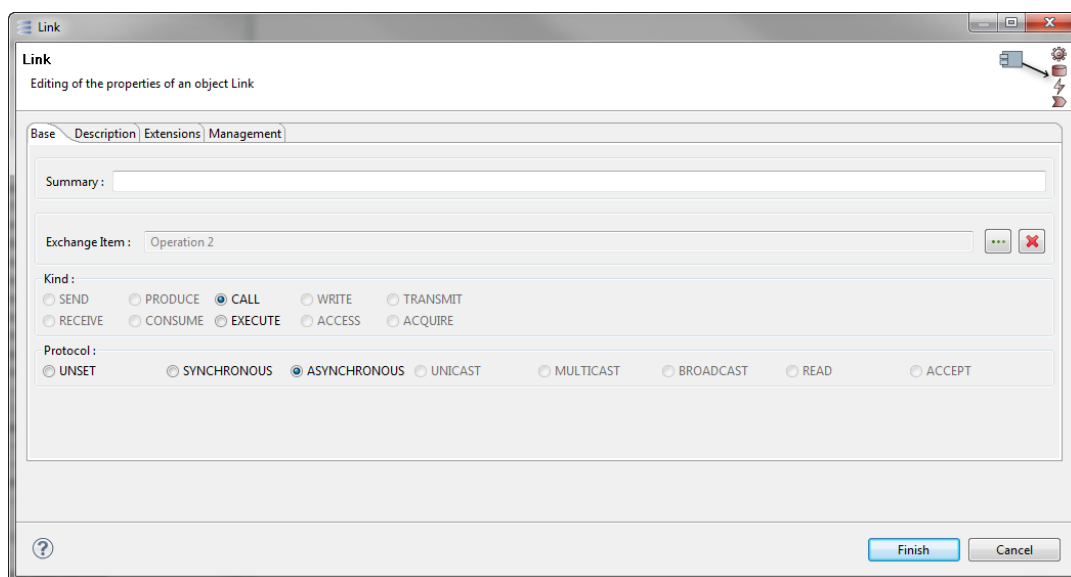 Link
Link
Editing of the properties of an object Link
Base Description Extensions Management
Summary :
Exchange Item : Operation 2
Kind :
SEND PRODUCE CALL WRITE TRANSMIT
RECEIVE CONSUME EXECUTE ACCESS ACQUIRE
Protocol :
UNSET SYNCHRONOUS ASYNCHRONOUS UNICAST MULTICAST BROADCAST READ ACCEPT
Finish Cancel